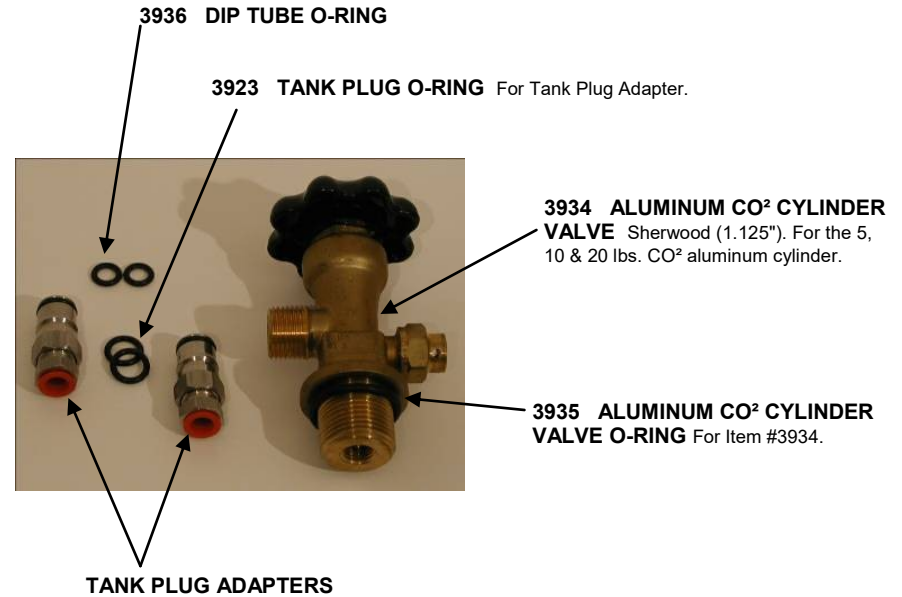 3936 DIP TUBE O-RING
3923 TANK PLUG O-RING For Tank Plug Adapter.
3934 ALUMINUM CO² CYLINDER
VALVE Sherwood (1.125"). For the 5,
10 & 20 lbs. CO² aluminum cylinder.
3935 ALUMINUM CO² CYLINDER
VALVE O-RING For Item #3934.
TANK PLUG ADAPTERS